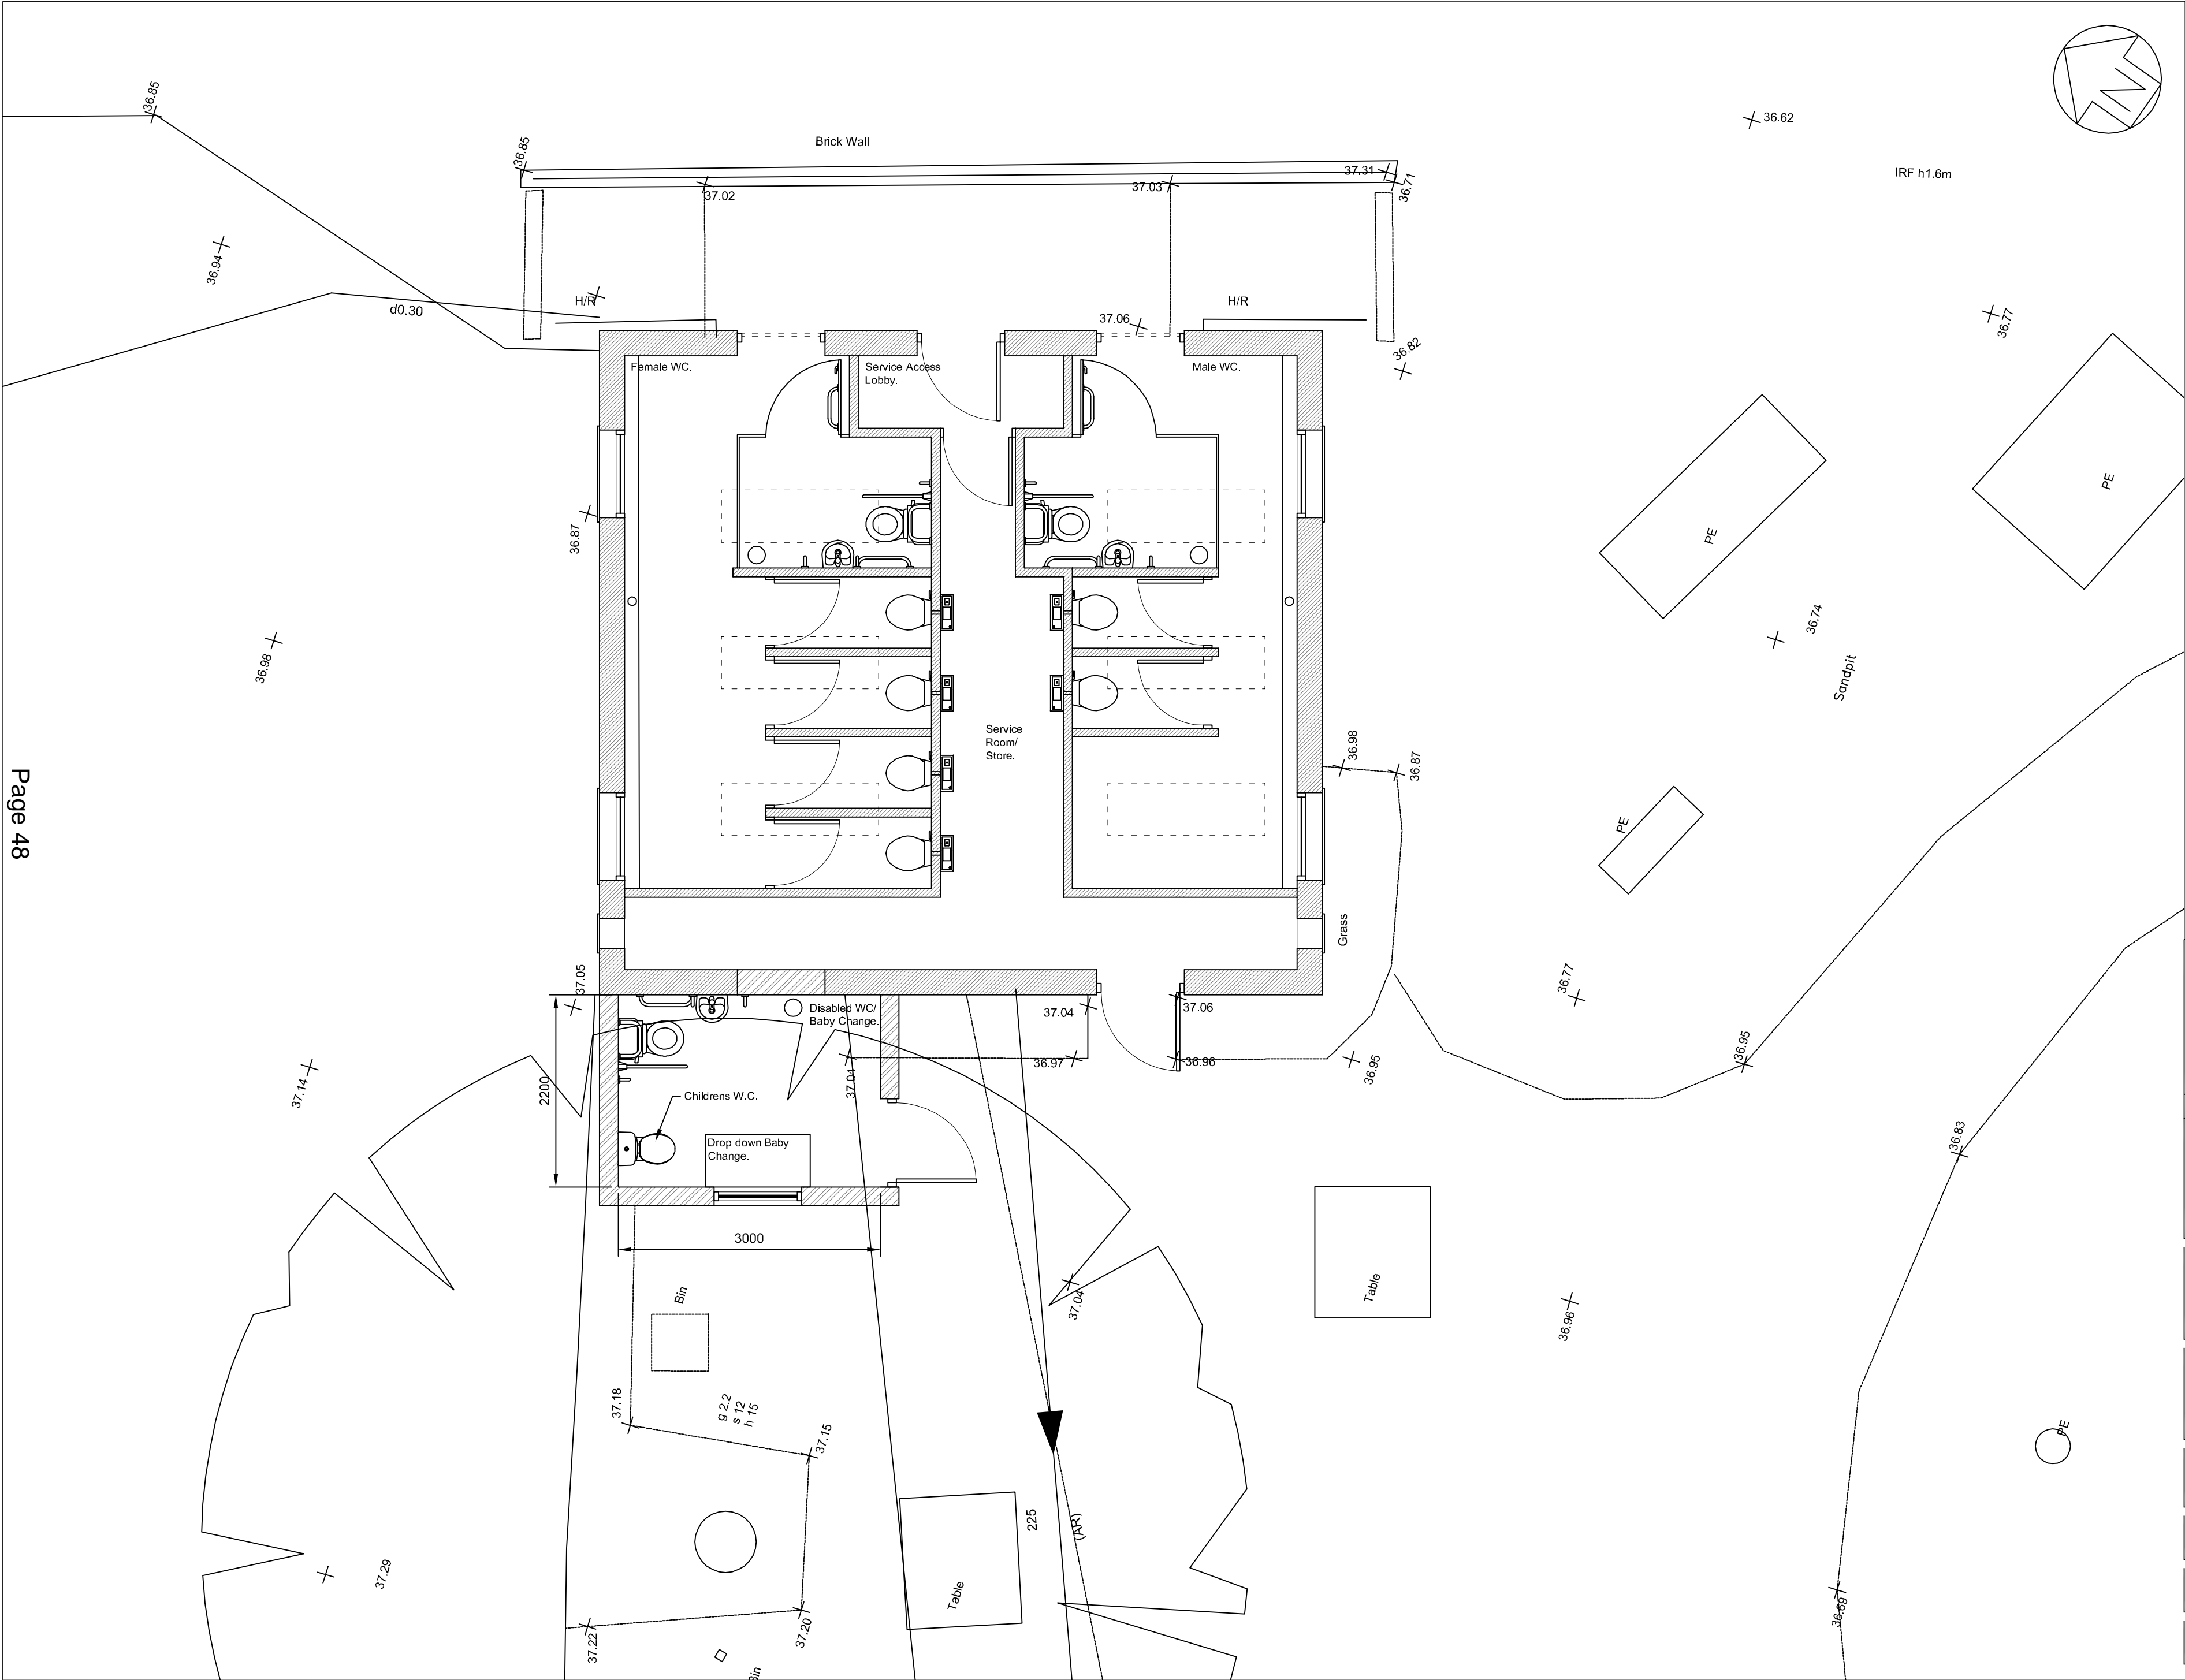 36.85
36.85
Brick Wall
36.62
N
37.02
37.03
37.31
36.71
IRF h1.6m
36.94
H/R
d0.30
H/R
37.06
36.77
36.82
Female WC.
Service Access
Lobby.
Male WC.
PE
PE
36.87
36.98
36.74
Sandpit
Service
Room/
Store.
36.98
36.87
Page 48
PE
Grass
37.05
36.77
Disabled WC/
Baby Change.
37.04
37.06
36.97
36.96
36.95
36.95
37.14
2200
37.04
Childrens W.C.
Drop down Baby
Change.
36.83
3000
Bin
37.04
Table
36.96
37.18
g 2.2
s 12
h 15
37.15
PE
225
(AR)
37.29
Table
36.69
37.22
37.20
Bin